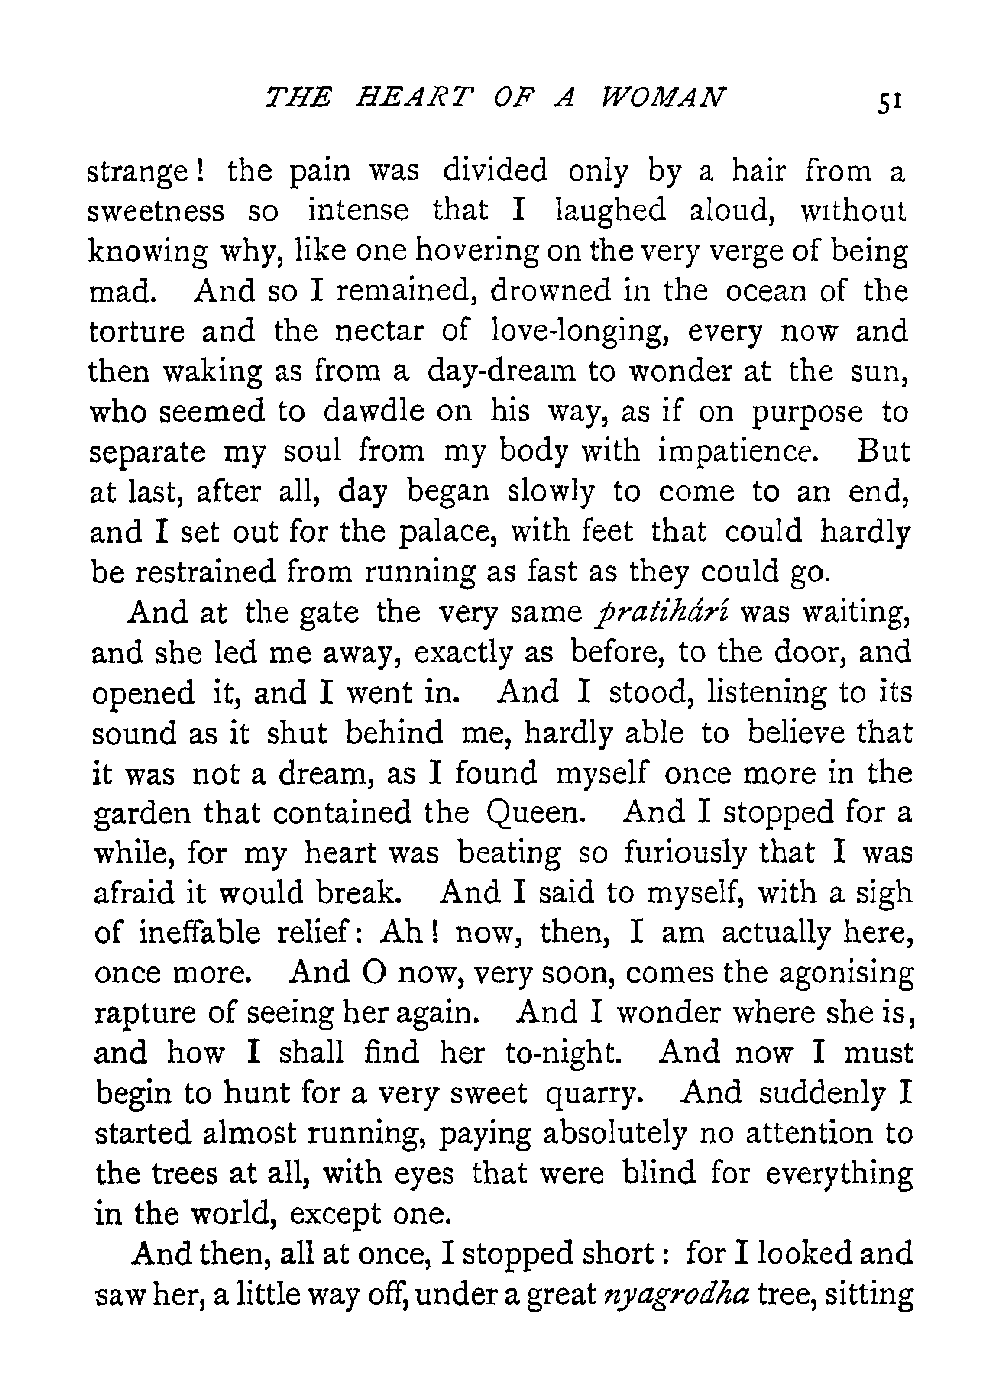 THE HEART OF A WOMAN 51
strange! the pain was divided only by a hair from a
sweetness so intense that I laughed aloud, without
knowing why, like one hovering on the very verge of being
mad. And so I remained, drowned in the ocean of the
torture and the nectar of love-longing, every now and
then waking as from a day-dream to wonder at the sun,
who seemed to dawdle on his way, as if on purpose to
separate my soul from my body with impatience. But
at last, after all, day began slowly to come to an end,
and I set out for the palace, with feet that could hardly
be restrained from running as fast as they could go.
And at the gate the very same pratihárí was waiting,
and she led me away, exactly as before, to the door, and
opened it, and I went in. And I stood, listening to its
sound as it shut behind me, hardly able to believe that
it was not a dream, as I found myself once more in the
garden that contained the Queen. And I stopped for a
while, for my heart was beating so furiously that I was
afraid it would break. And I said to myself, with a sigh
of ineffable relief: Ah! now, then, I am actually here,
once more. And O now, very soon, comes the agonising
rapture of seeing her again. And I wonder where she is,
and how I shall find her to-night. And now I must
begin to hunt for a very sweet quarry. And suddenly I
started almost running, paying absolutely no attention to
the trees at all, with eyes that were blind for everything
in the world, except one.
And then, all at once, I stopped short: for I looked and
saw her, a little way off, under a great nyagrodha tree, sitting